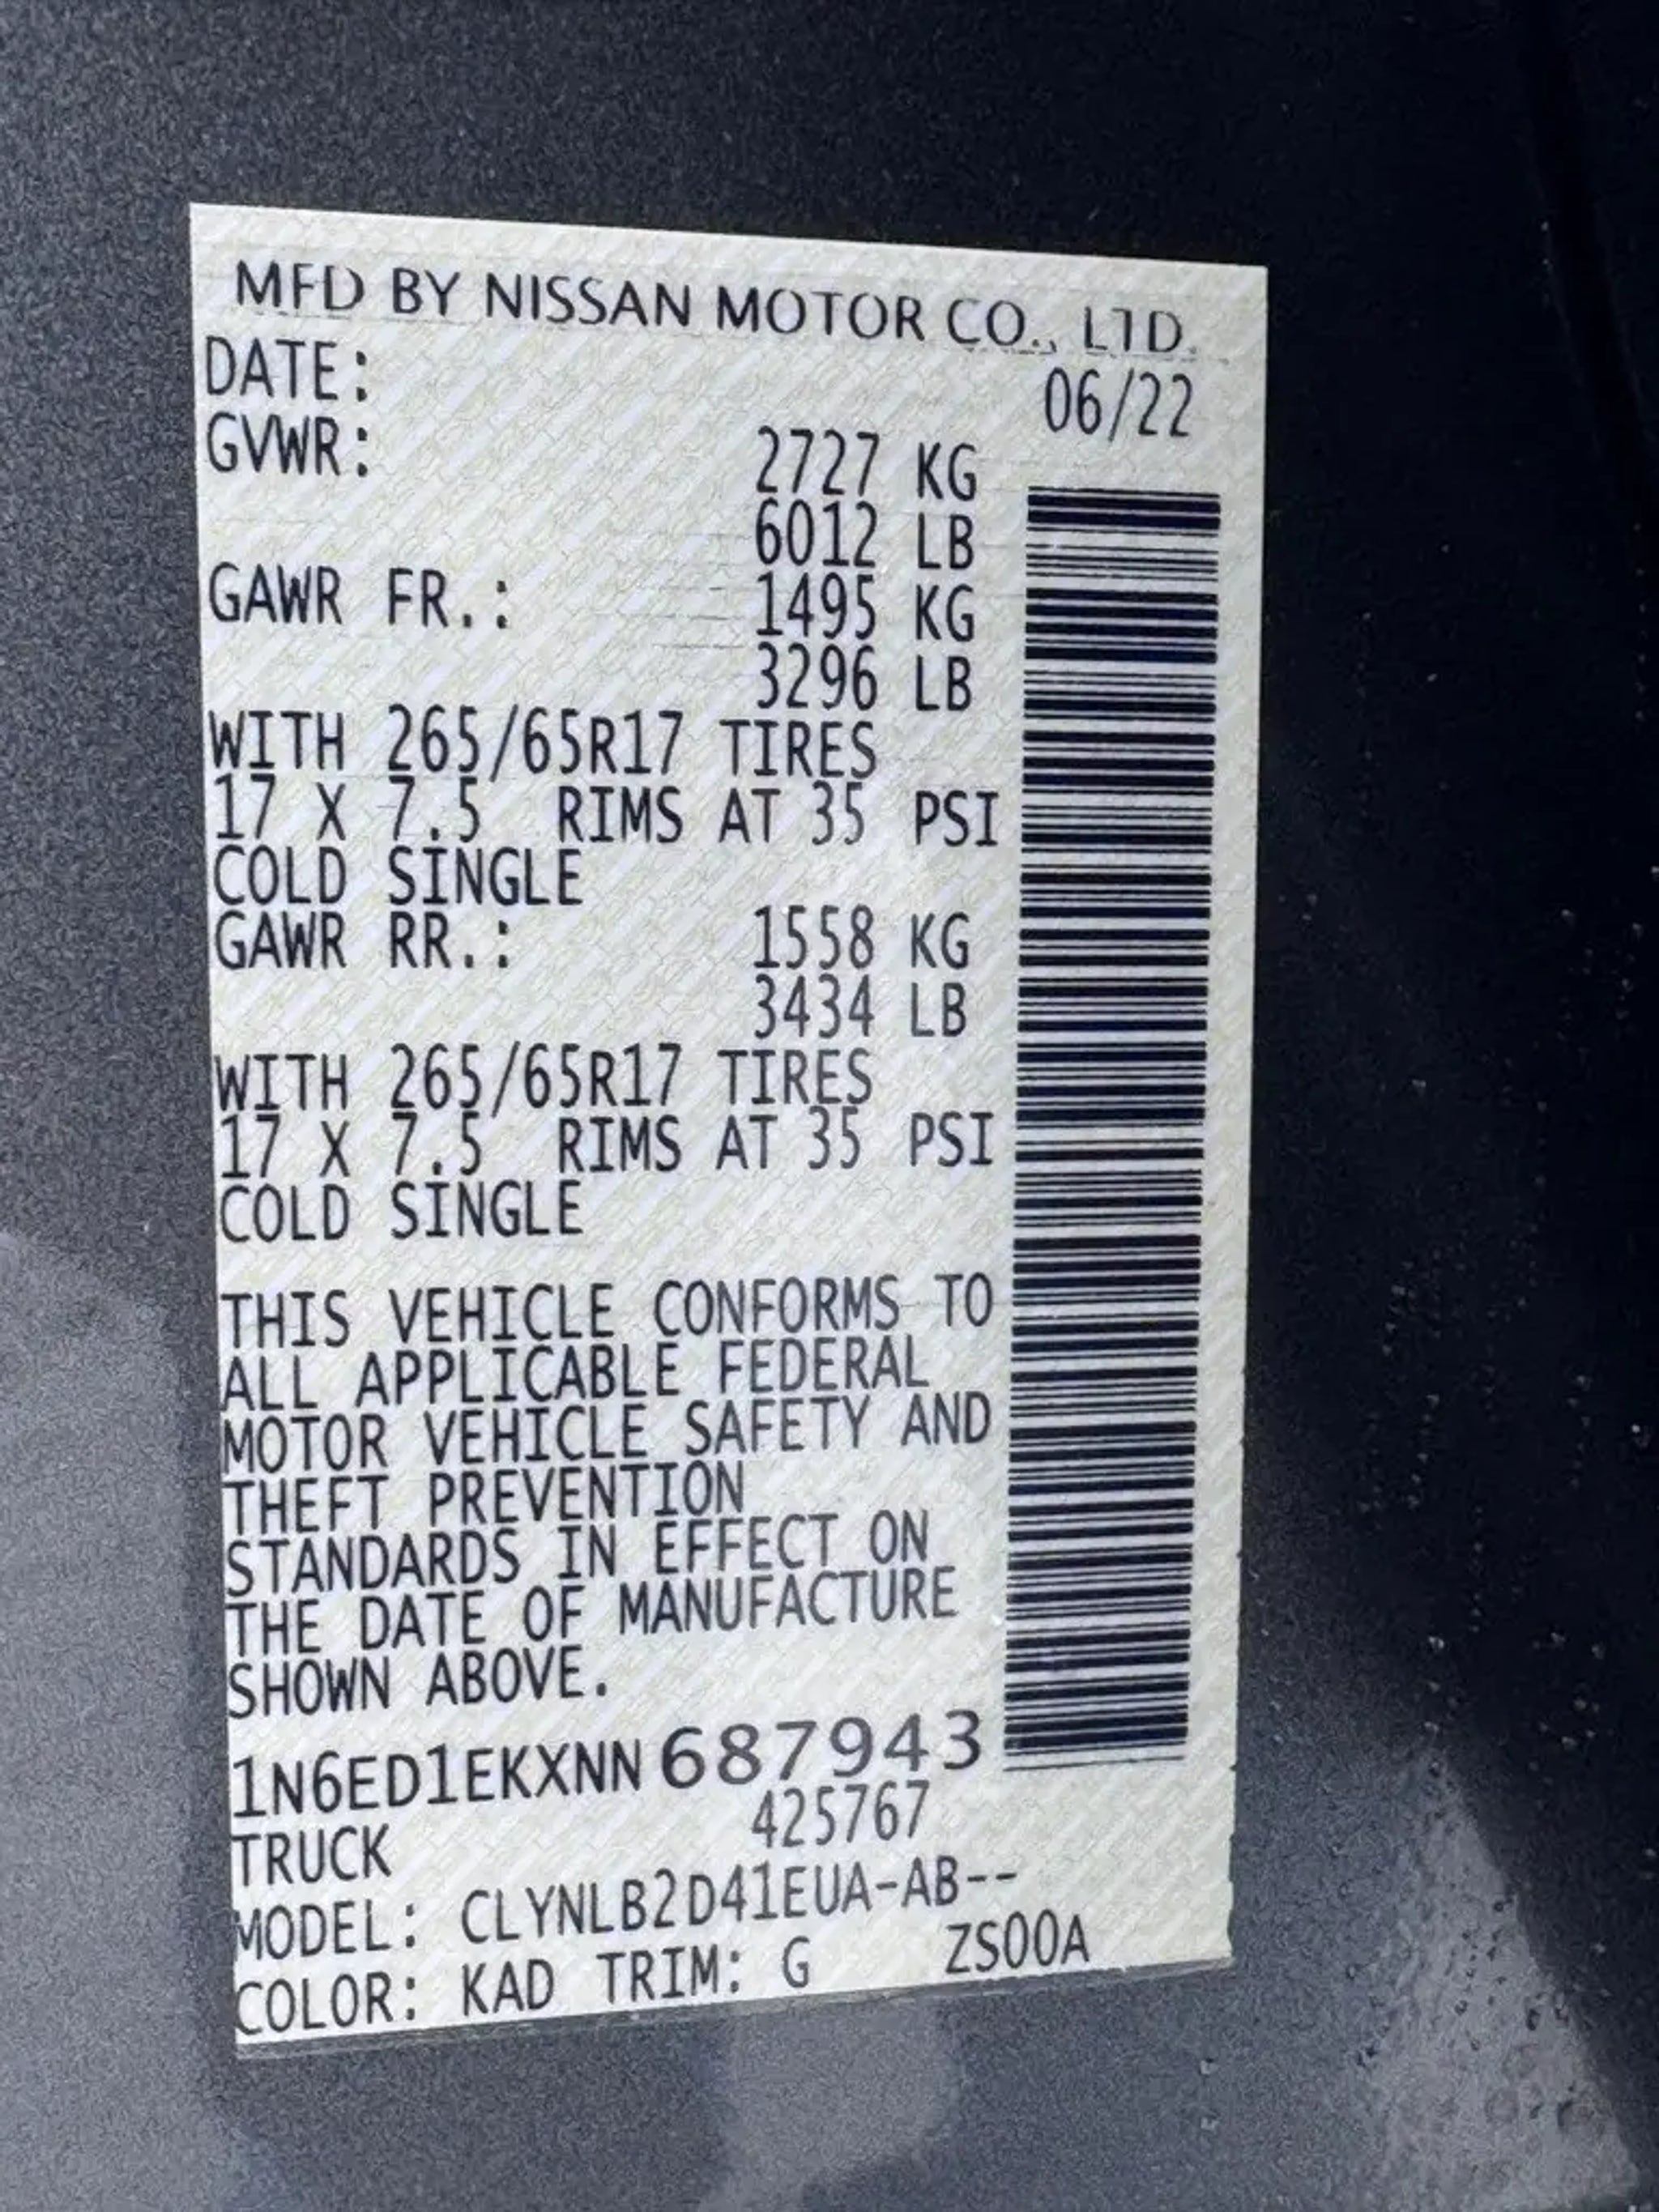 MFD BY NISSAN MOTOR CO., LTD.
DATE: 06/22
GVWR: 2727 KG
6012 LB
GAWR FR.: 1495 KG
3296 LB
WITH 265/65R17 TIRES
17 X 7.5 RIMS AT 35 PSI
COLD SINGLE
GAWR RR.: 1558 KG
3434 LB
WITH 265/65R17 TIRES
17 X 7.5 RIMS AT 35 PSI
COLD SINGLE
THIS VEHICLE CONFORMS TO
ALL APPLICABLE FEDERAL
MOTOR VEHICLE SAFETY AND
THEFT PREVENTION
STANDARDS IN EFFECT ON
THE DATE OF MANUFACTURE
SHOWN ABOVE.
1N6ED1EKXNN687943
TRUCK 425767
MODEL: CLYNLB2D41EUA-AB--
COLOR: KAD TRIM: G ZS00A